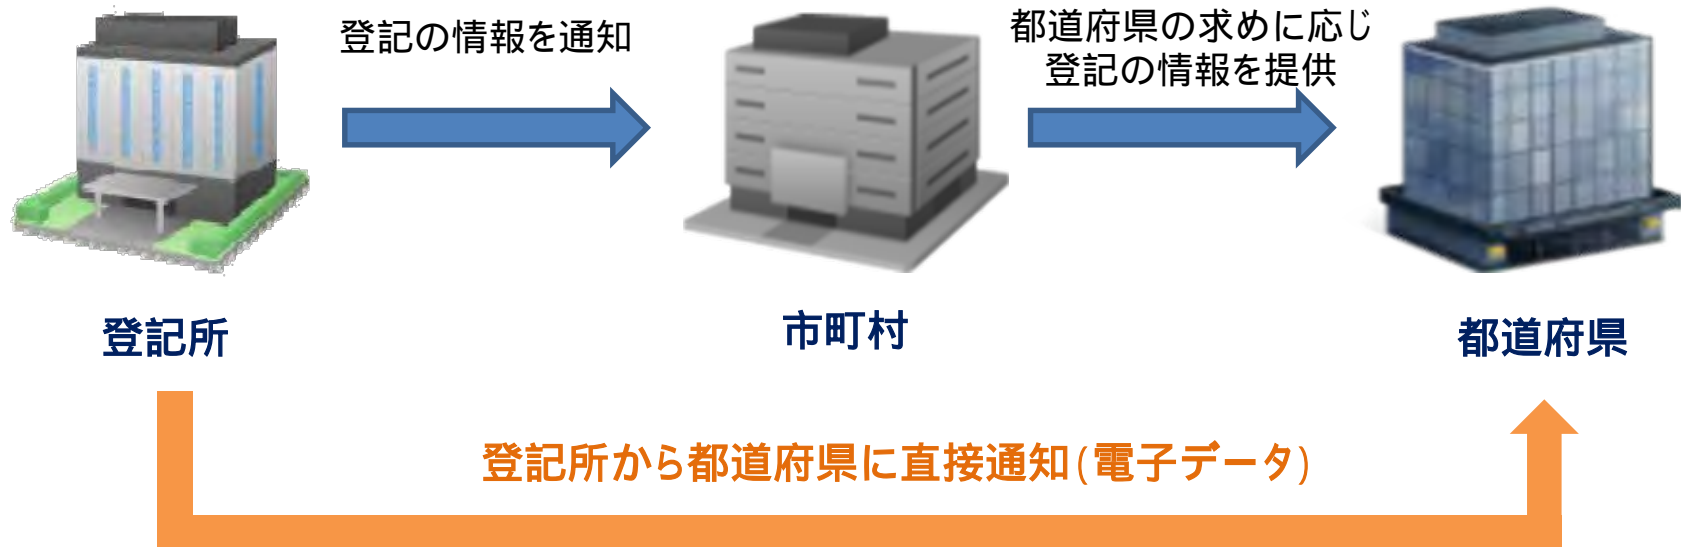 登記の情報を通知
都道府県の求めに応じ
登記の情報を提供
登記所
市町村
都道府県
登記所から都道府県に直接通知(電子データ)